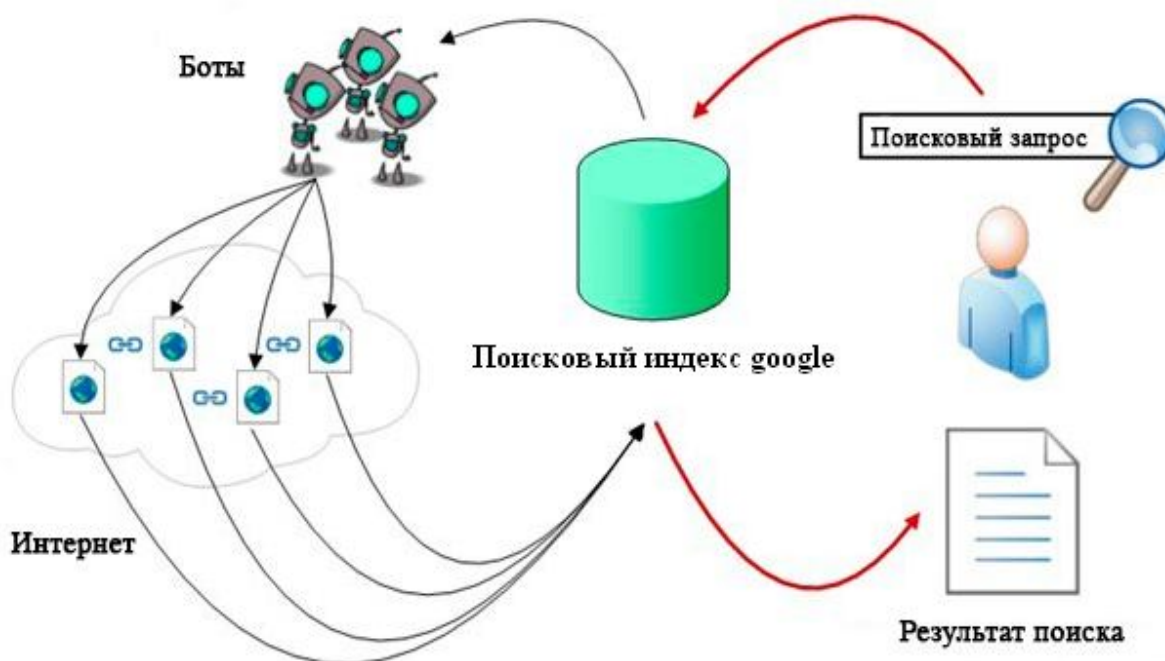 Боты
Поисковый запрос
Поисковый индекс google
Интернет
Результат поиска